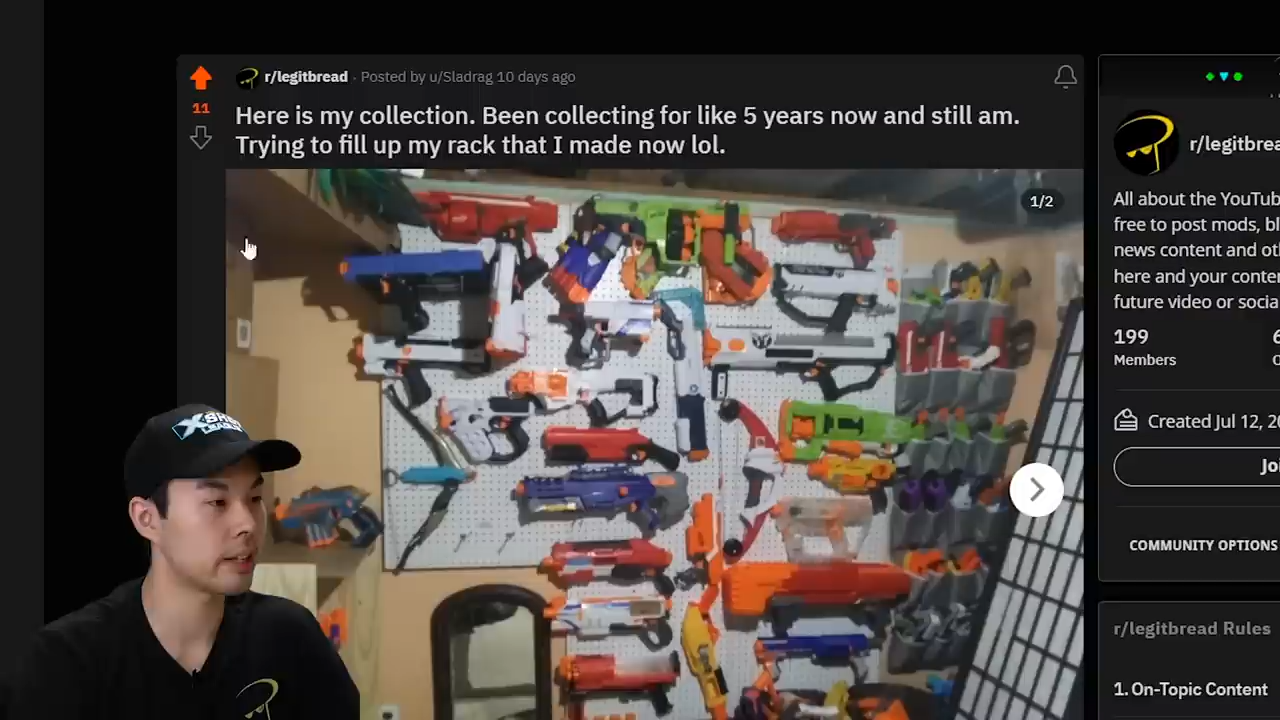 r/legitbread · Posted by u/Sladrag 10 days ago
11
Here is my collection. Been collecting for like 5 years now and still am.
Trying to fill up my rack that I made now lol.
1/2
r/legitbrea
All about the YouTub
free to post mods, bl
news content and ot
here and your conten
future video or socia
199
Members
Created Jul 12, 20
Joi
COMMUNITY OPTIONS
r/legitbread Rules
1. On-Topic Content